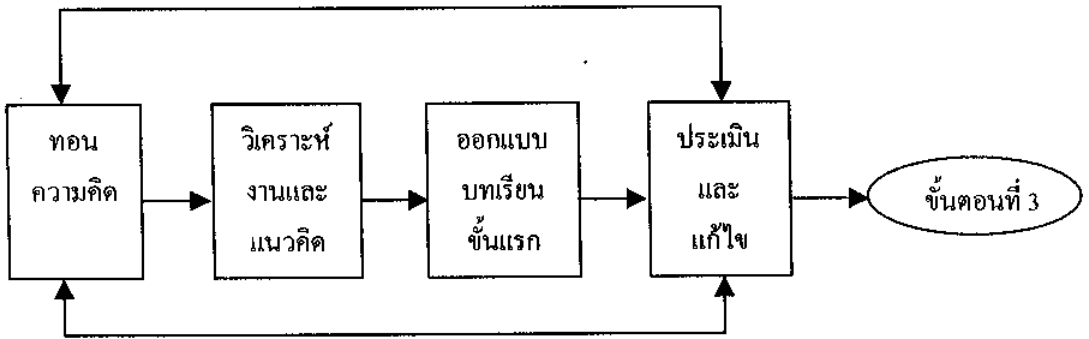 ทอน
ความคิด
วิเคราะห์
งานและ
แนวคิด
ออกแบบ
บทเรียน
ขั้นแรก
ประเมิน
และ
แก้ไข
ขั้นตอนที่ 3